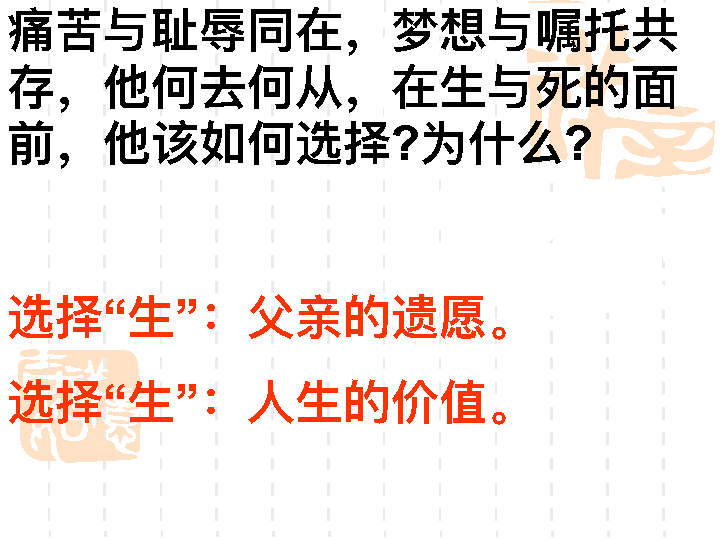 痛苦与耻辱同在，梦想与嘱托共
存，他何去何从，在生与死的面
前，他该如何选择?为什么?
选择“生”：父亲的遗愿。
选择“生”：人生的价值。